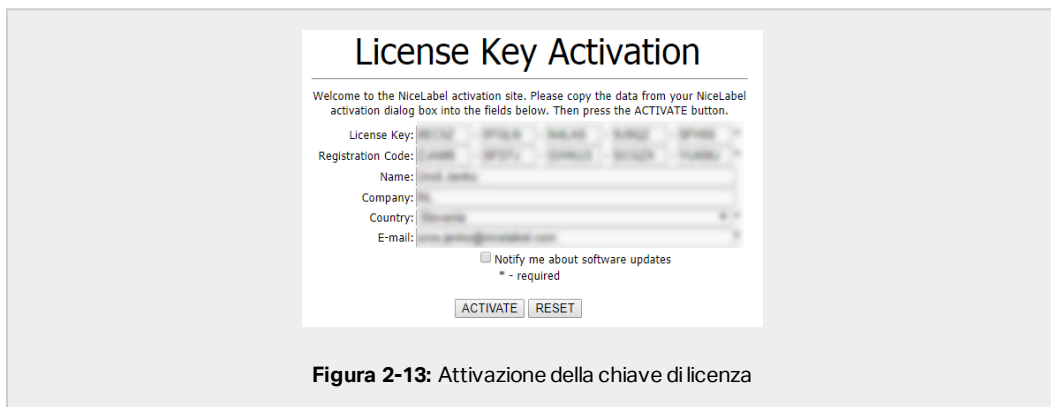 License Key Activation
Welcome to the NiceLabel activation site. Please copy the data from your NiceLabel
activation dialog box into the fields below. Then press the ACTIVATE button.
License Key: - - - - *
Registration Code: - - - - *
Name:
Company:
Country: *
E-mail: *
Notify me about software updates
* - required
ACTIVATE RESET
Figura 2-13: Attivazione della chiave di licenza